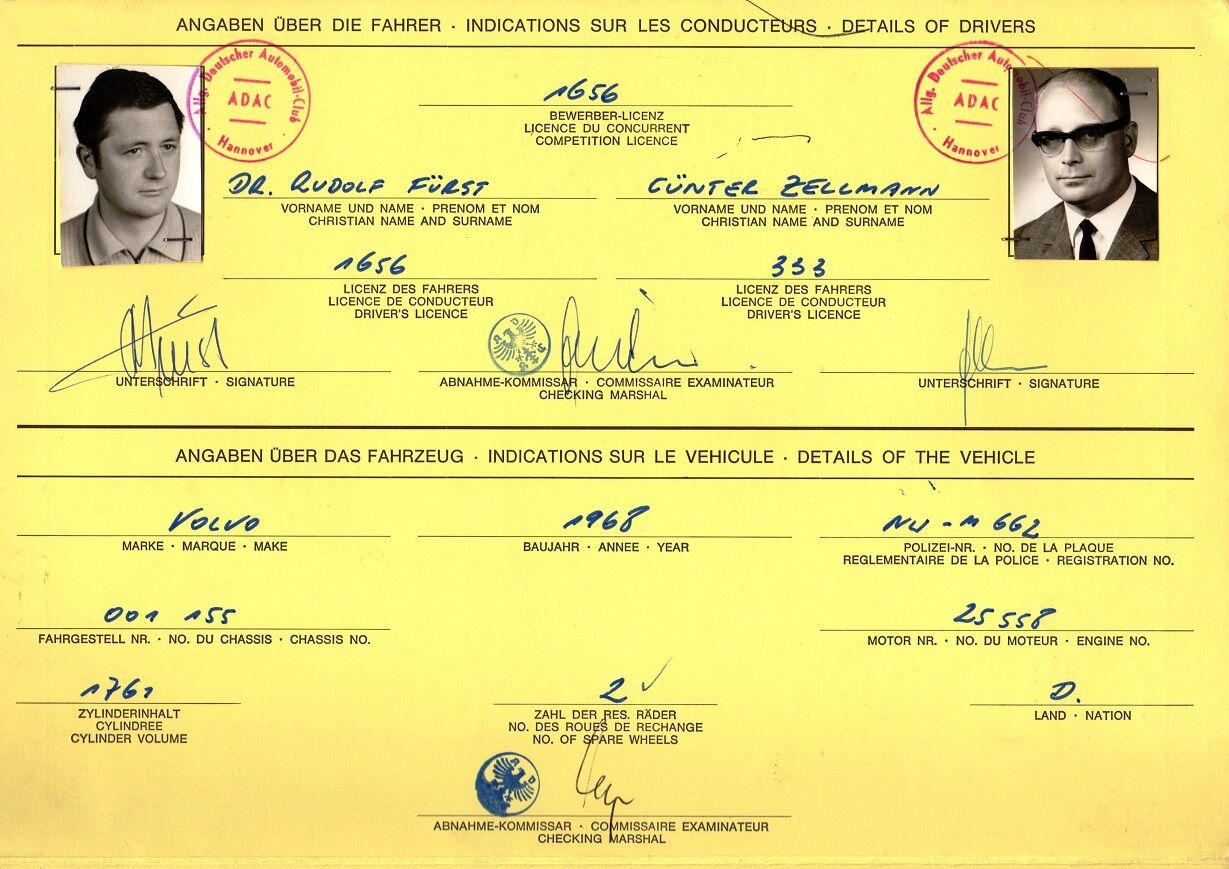 ANGABEN ÜBER DIE FAHRER · INDICATIONS SUR LES CONDUCTEURS · DETAILS OF DRIVERS
Allg. Deutscher Automobil-Club
ADAC
Hannover
Allg. Deutscher Automobil-Club
ADAC
Hannover
1656
BEWERBER-LICENZ
LICENCE DU CONCURRENT
COMPETITION LICENCE
DR. RUDOLF FÜRST
VORNAME UND NAME · PRENOM ET NOM
CHRISTIAN NAME AND SURNAME
GÜNTER ZELLMANN
VORNAME UND NAME · PRENOM ET NOM
CHRISTIAN NAME AND SURNAME
1656
LICENZ DES FAHRERS
LICENCE DE CONDUCTEUR
DRIVER'S LICENCE
333
LICENZ DES FAHRERS
LICENCE DE CONDUCTEUR
DRIVER'S LICENCE
Fürst
UNTERSCHRIFT · SIGNATURE
ADAC
ABNAHME-KOMMISSAR · COMMISSAIRE EXAMINATEUR
CHECKING MARSHAL
UNTERSCHRIFT · SIGNATURE
ANGABEN ÜBER DAS FAHRZEUG · INDICATIONS SUR LE VEHICULE · DETAILS OF THE VEHICLE
VOLVO
MARKE · MARQUE · MAKE
1968
BAUJAHR · ANNEE · YEAR
NU - M 662
POLIZEI-NR. · NO. DE LA PLAQUE
REGLEMENTAIRE DE LA POLICE · REGISTRATION NO.
001 155
FAHRGESTELL NR. · NO. DU CHASSIS · CHASSIS NO.
25558
MOTOR NR. · NO. DU MOTEUR · ENGINE NO.
1761
ZYLINDERINHALT
CYLINDREE
CYLINDER VOLUME
2 ✓
ZAHL DER RES. RÄDER
NO. DES ROUES DE RECHANGE
NO. OF SPARE WHEELS
D.
LAND · NATION
ABNAHME-KOMMISSAR · COMMISSAIRE EXAMINATEUR
CHECKING MARSHAL